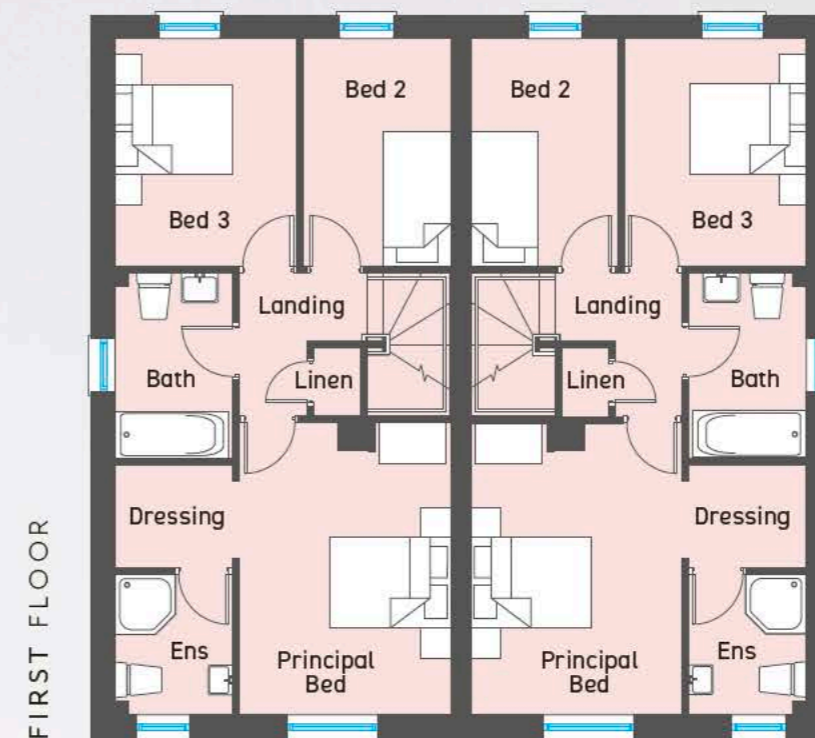 Bed 2
Bed 2
Bed 3
Bed 3
Landing
Landing
Bath
Linen
Linen
Bath
Dressing
Dressing
Ens
Principal
Bed
Principal
Bed
Ens
FIRST FLOOR